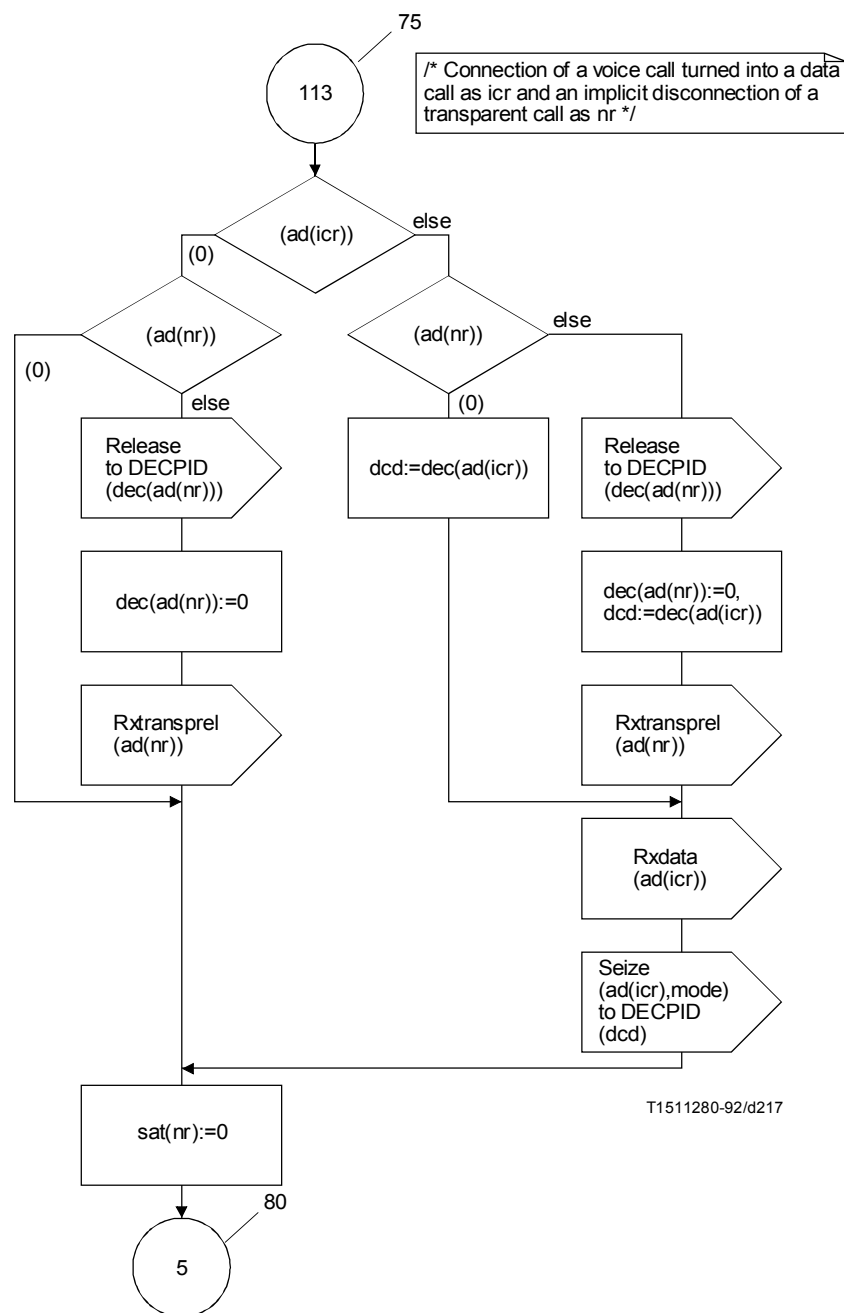 75
113
/* Connection of a voice call turned into a data
call as icr and an implicit disconnection of a
transparent call as nr */
(ad(icr))
else
(0)
(ad(nr))
(0)
else
(ad(nr))
else
(0)
Release
to DECPID
(dec(ad(nr)))
dcd:=dec(ad(icr))
Release
to DECPID
(dec(ad(nr)))
dec(ad(nr)):=0
dec(ad(nr)):=0,
dcd:=dec(ad(icr))
Rxtransprel
(ad(nr))
Rxtransprel
(ad(nr))
Rxdata
(ad(icr))
Seize
(ad(icr),mode)
to DECPID
(dcd)
T1511280-92/d217
sat(nr):=0
80
5